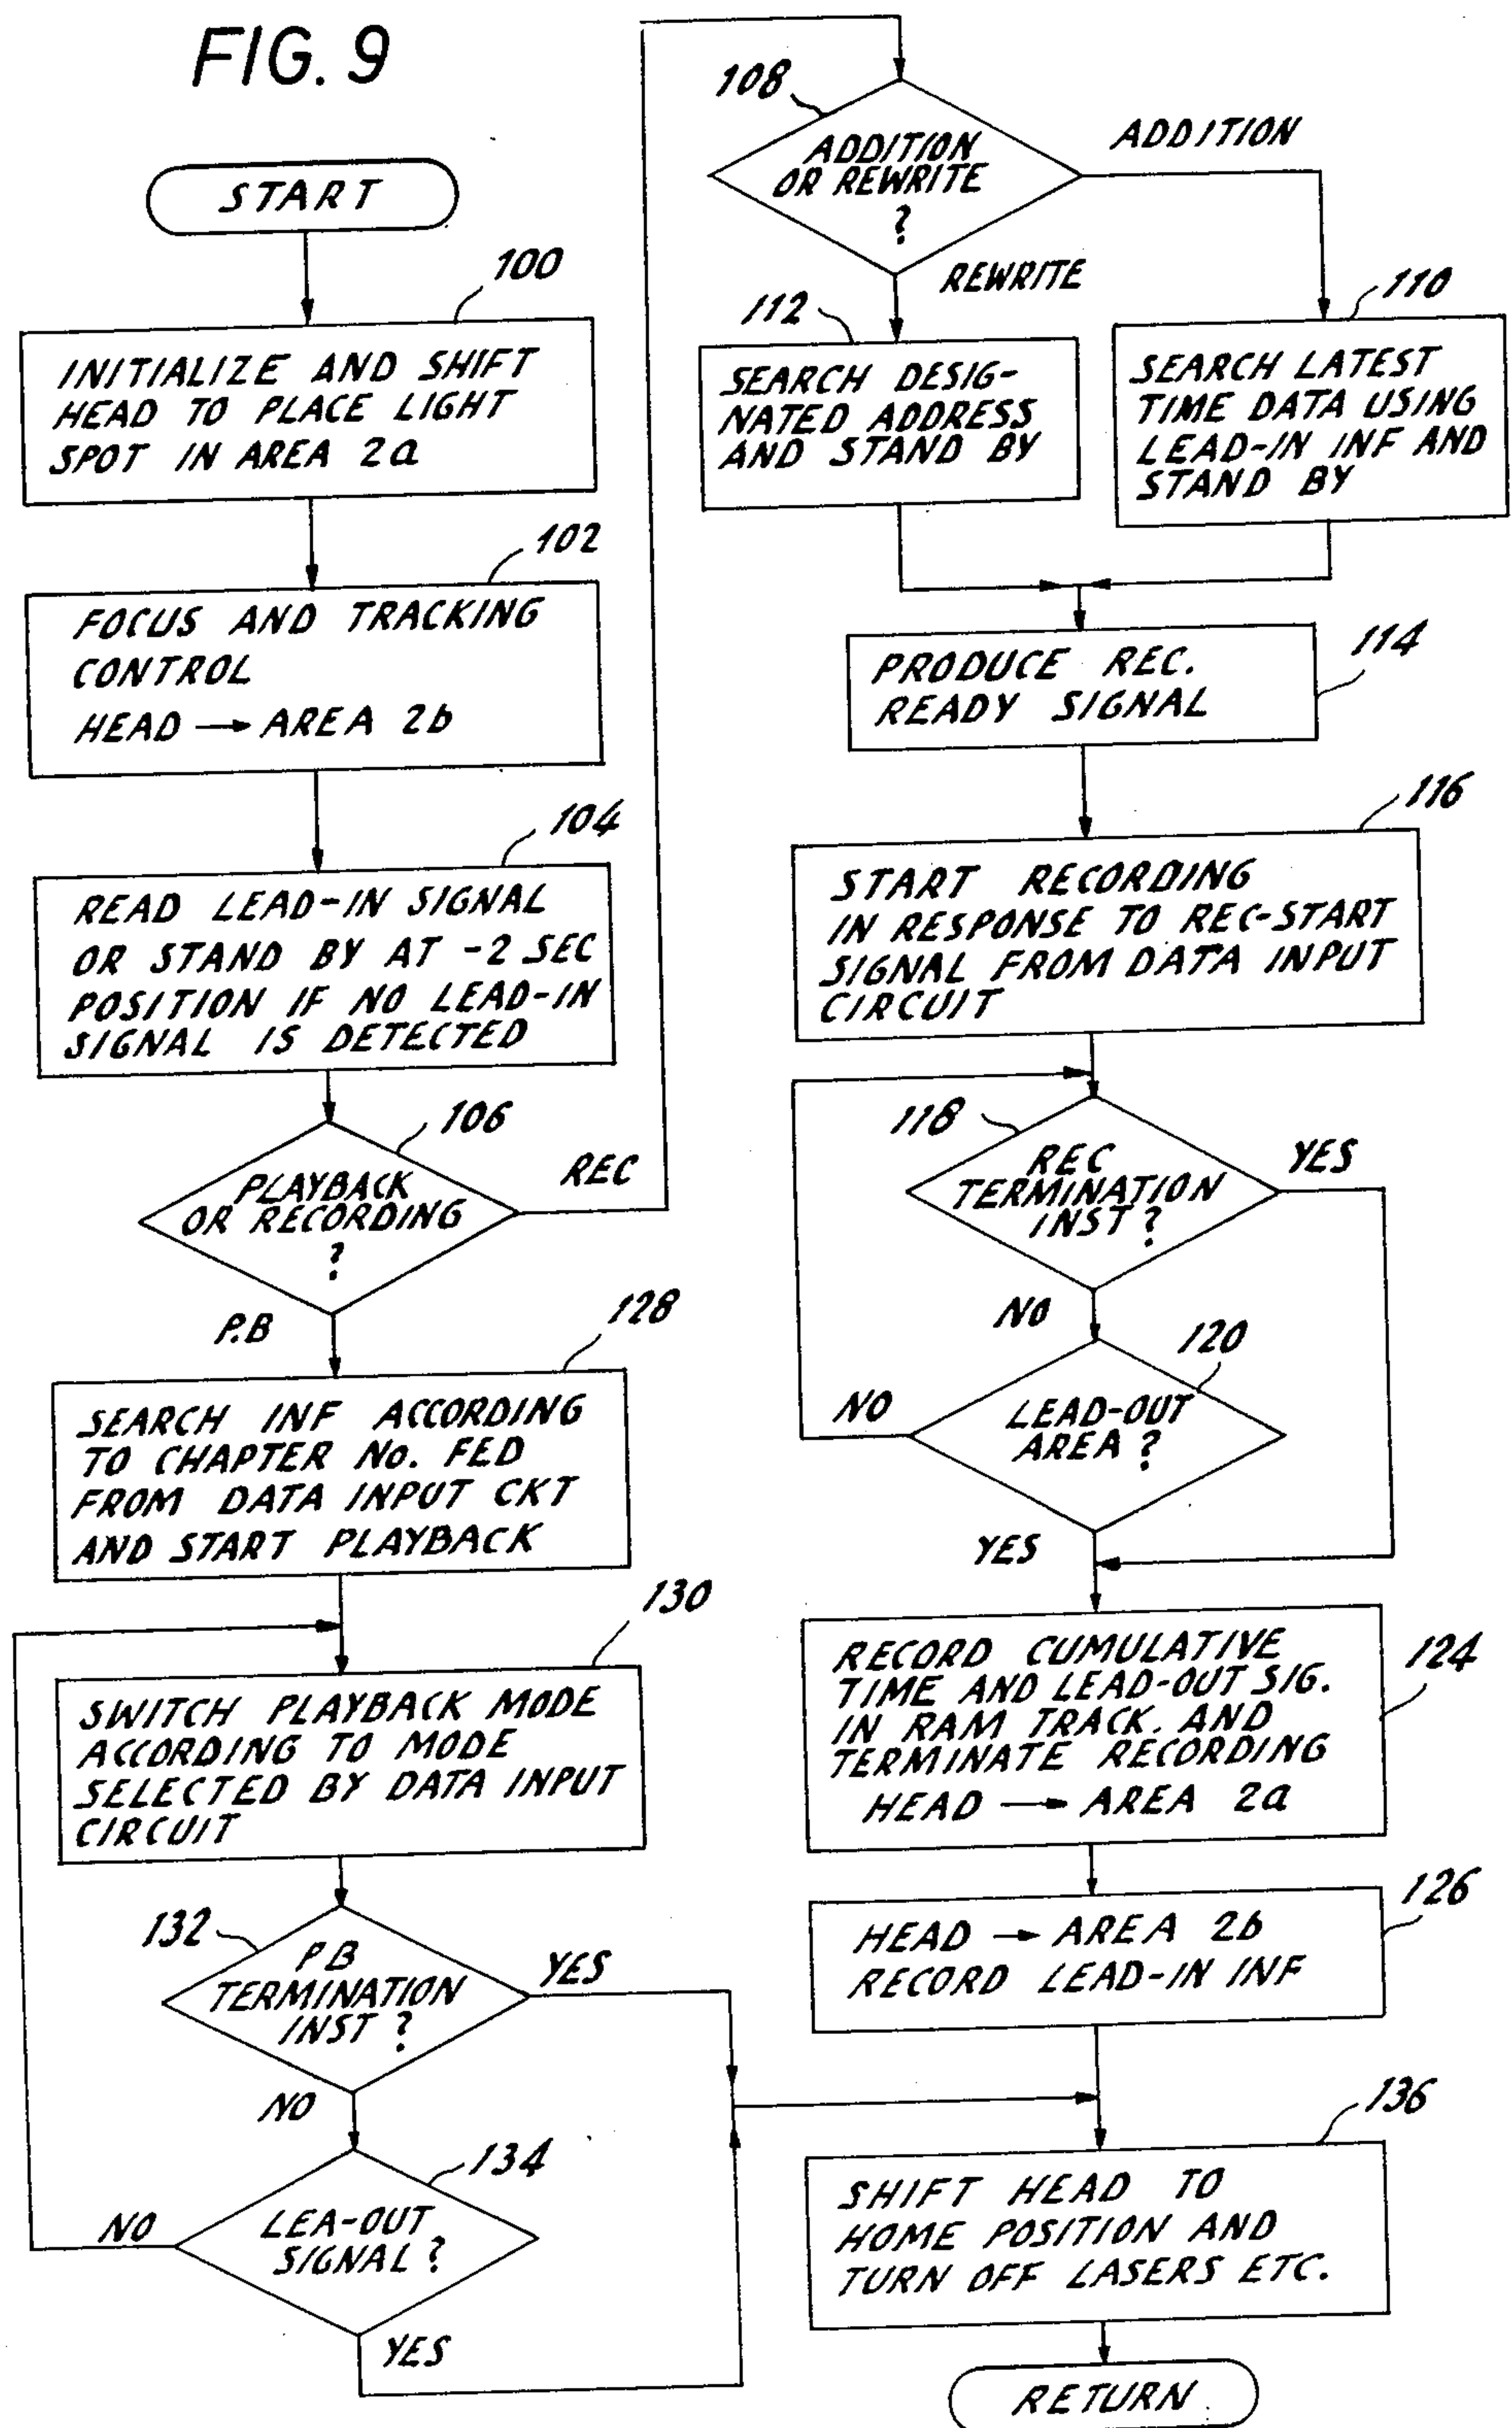 FIG. 9
START
100
INITIALIZE AND SHIFT
HEAD TO PLACE LIGHT
SPOT IN AREA 2a
102
FOCUS AND TRACKING
CONTROL
HEAD → AREA 2b
104
READ LEAD-IN SIGNAL
OR STAND BY AT -2 SEC
POSITION IF NO LEAD-IN
SIGNAL IS DETECTED
106
PLAYBACK
OR RECORDING
?
REC
P.B
128
SEARCH INF ACCORDING
TO CHAPTER No. FED
FROM DATA INPUT CKT
AND START PLAYBACK
130
SWITCH PLAYBACK MODE
ACCORDING TO MODE
SELECTED BY DATA INPUT
CIRCUIT
132
PB
TERMINATION
INST ?
YES
NO
134
LEA-OUT
SIGNAL ?
NO
YES
108
ADDITION
OR REWRITE
?
ADDITION
REWRITE
112
SEARCH DESIG-
NATED ADDRESS
AND STAND BY
110
SEARCH LATEST
TIME DATA USING
LEAD-IN INF AND
STAND BY
114
PRODUCE REC.
READY SIGNAL
116
START RECORDING
IN RESPONSE TO REC-START
SIGNAL FROM DATA INPUT
CIRCUIT
118
REC
TERMINATION
INST ?
YES
NO
120
LEAD-OUT
AREA ?
NO
YES
124
RECORD CUMULATIVE
TIME AND LEAD-OUT SIG.
IN RAM TRACK. AND
TERMINATE RECORDING
HEAD → AREA 2a
126
HEAD → AREA 2b
RECORD LEAD-IN INF
136
SHIFT HEAD TO
HOME POSITION AND
TURN OFF LASERS ETC.
RETURN